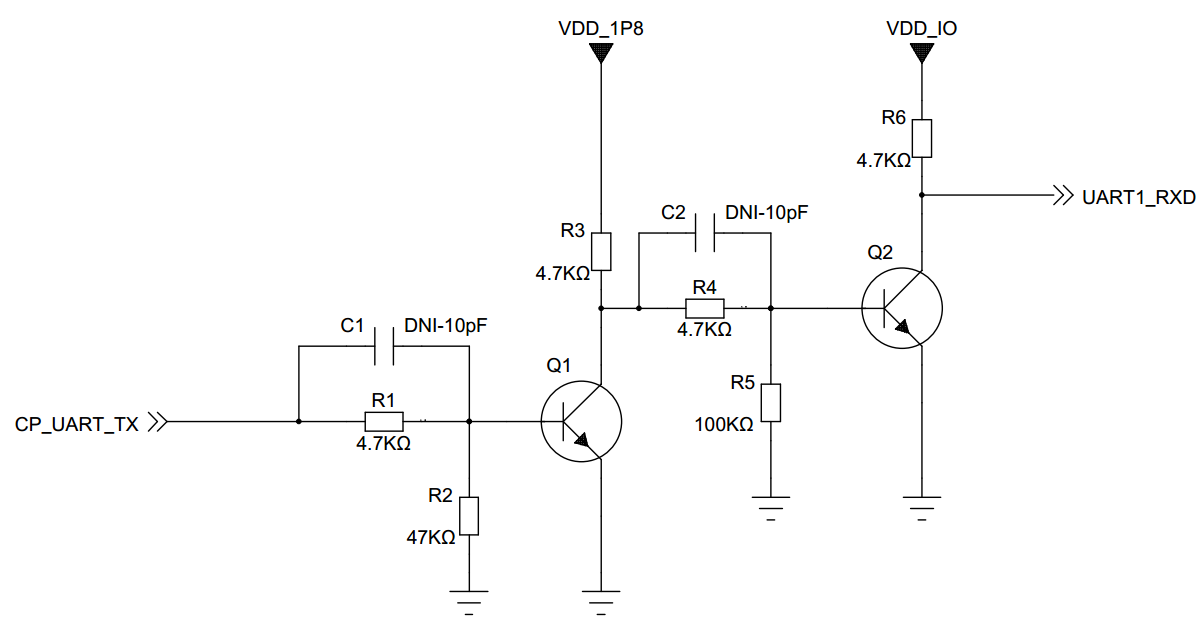 VDD_1P8
VDD_IO
R6
4.7KΩ
UART1_RXD
C2 DNI-10pF
R3
4.7KΩ
Q2
R4
4.7KΩ
C1 DNI-10pF
Q1
R5
100KΩ
R1
CP_UART_TX
4.7KΩ
R2
47KΩ